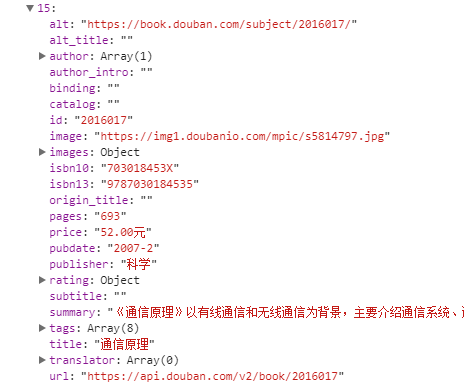 15:
alt: "https://book.douban.com/subject/2016017/"
alt_title: ""
author: Array(1)
author_intro: ""
binding: ""
catalog: ""
id: "2016017"
image: "https://img1.doubanio.com/mpic/s5814797.jpg"
images: Object
isbn10: "703018453X"
isbn13: "9787030184535"
origin_title: ""
pages: "693"
price: "52.00元"
pubdate: "2007-2"
publisher: "科学"
rating: Object
subtitle: ""
summary: "《通信原理》以有线通信和无线通信为背景，主要介绍通信系统、
tags: Array(8)
title: "通信原理"
translator: Array(0)
url: "https://api.douban.com/v2/book/2016017"